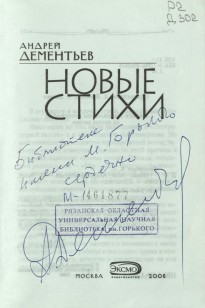 Р2
Д 302
АНДРЕЙ
ДЕМЕНТЬЕВ
НОВЫЕ
СТИХИ
Библиотеке
имени М. Горького
сердечно
М-1461877
РЯЗАНСКАЯ ОБЛАСТНАЯ
УНИВЕРСАЛЬНАЯ НАУЧНАЯ
БИБЛИОТЕКА им. ГОРЬКОГО
МОСКВА
ЭКСМО
ИЗДАТЕЛЬСТВО
2006